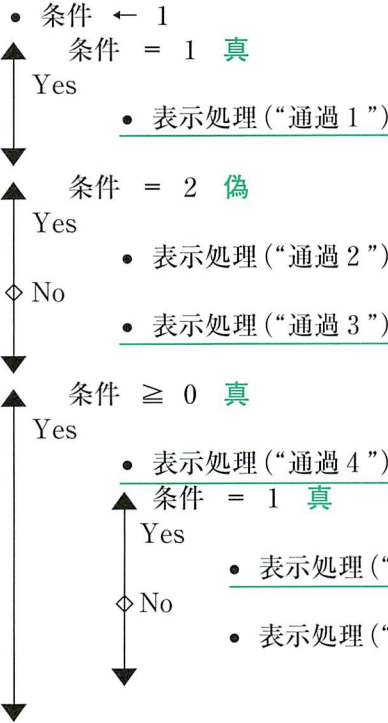 • 条件 ← 1
条件 = 1 真
Yes
• 表示処理(“通過1”)
条件 = 2 偽
Yes
• 表示処理(“通過2”)
No
• 表示処理(“通過3”)
条件 ≧ 0 真
Yes
• 表示処理(“通過4”)
条件 = 1 真
Yes
• 表示処理(“
No
• 表示処理(“